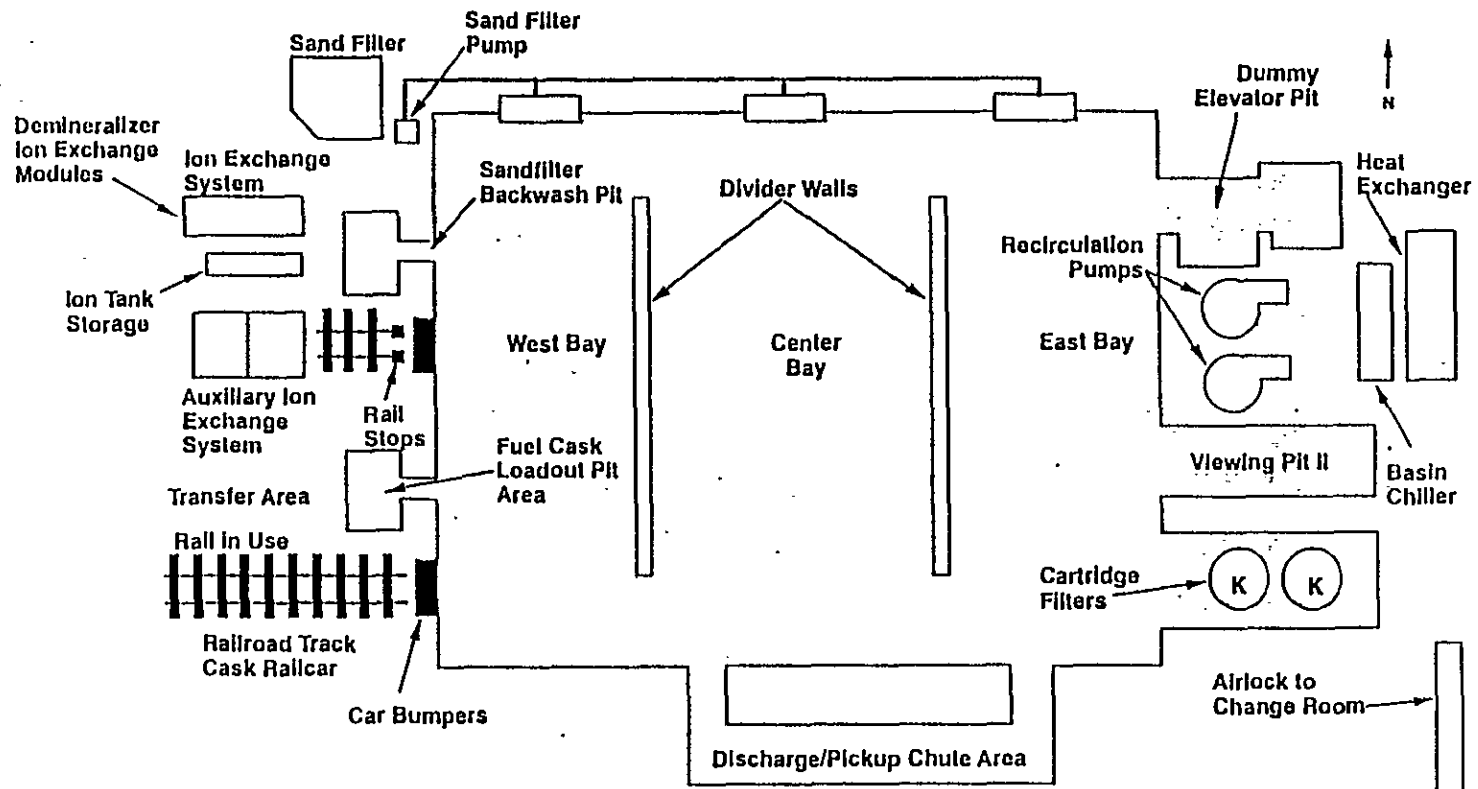 Sand Filter
Pump
Sand Filter
Dummy
Elevator Pit
N
Demineralizer
Ion Exchange
Modules
Ion Exchange
System
Sandfilter
Backwash Pit
Divider Walls
Heat
Exchanger
Recirculation
Pumps
Ion Tank
Storage
West Bay
Center
Bay
East Bay
Auxiliary Ion
Exchange
System
Rail
Stops
Fuel Cask
Loadout Pit
Area
Viewing Pit II
Basin
Chiller
Transfer Area
Rail in Use
Cartridge
Filters
K
K
Railroad Track
Cask Railcar
Car Bumpers
Airlock to
Change Room
Discharge/Pickup Chute Area